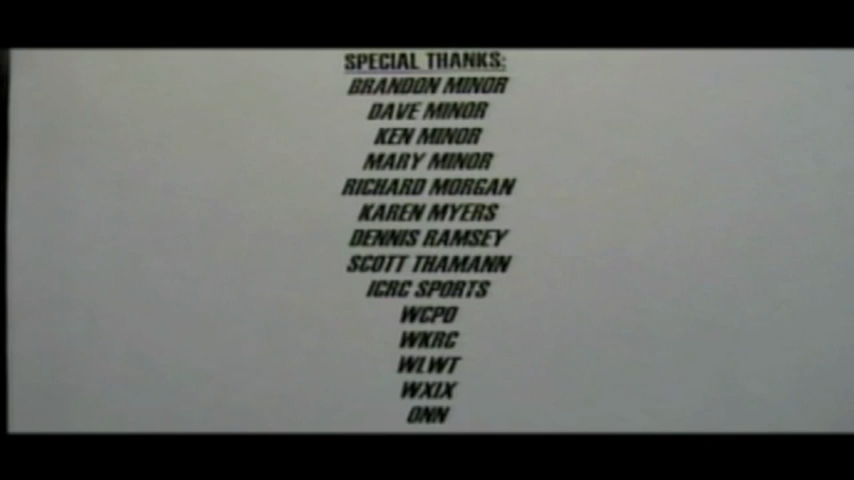 SPECIAL THANKS:
BRANDON MINOR
DAVE MINOR
KEN MINOR
MARY MINOR
RICHARD MORGAN
KAREN MYERS
DENNIS RAMSEY
SCOTT THAMANN
ICRC SPORTS
WCPO
WKRC
WLWT
WXIX
ONN